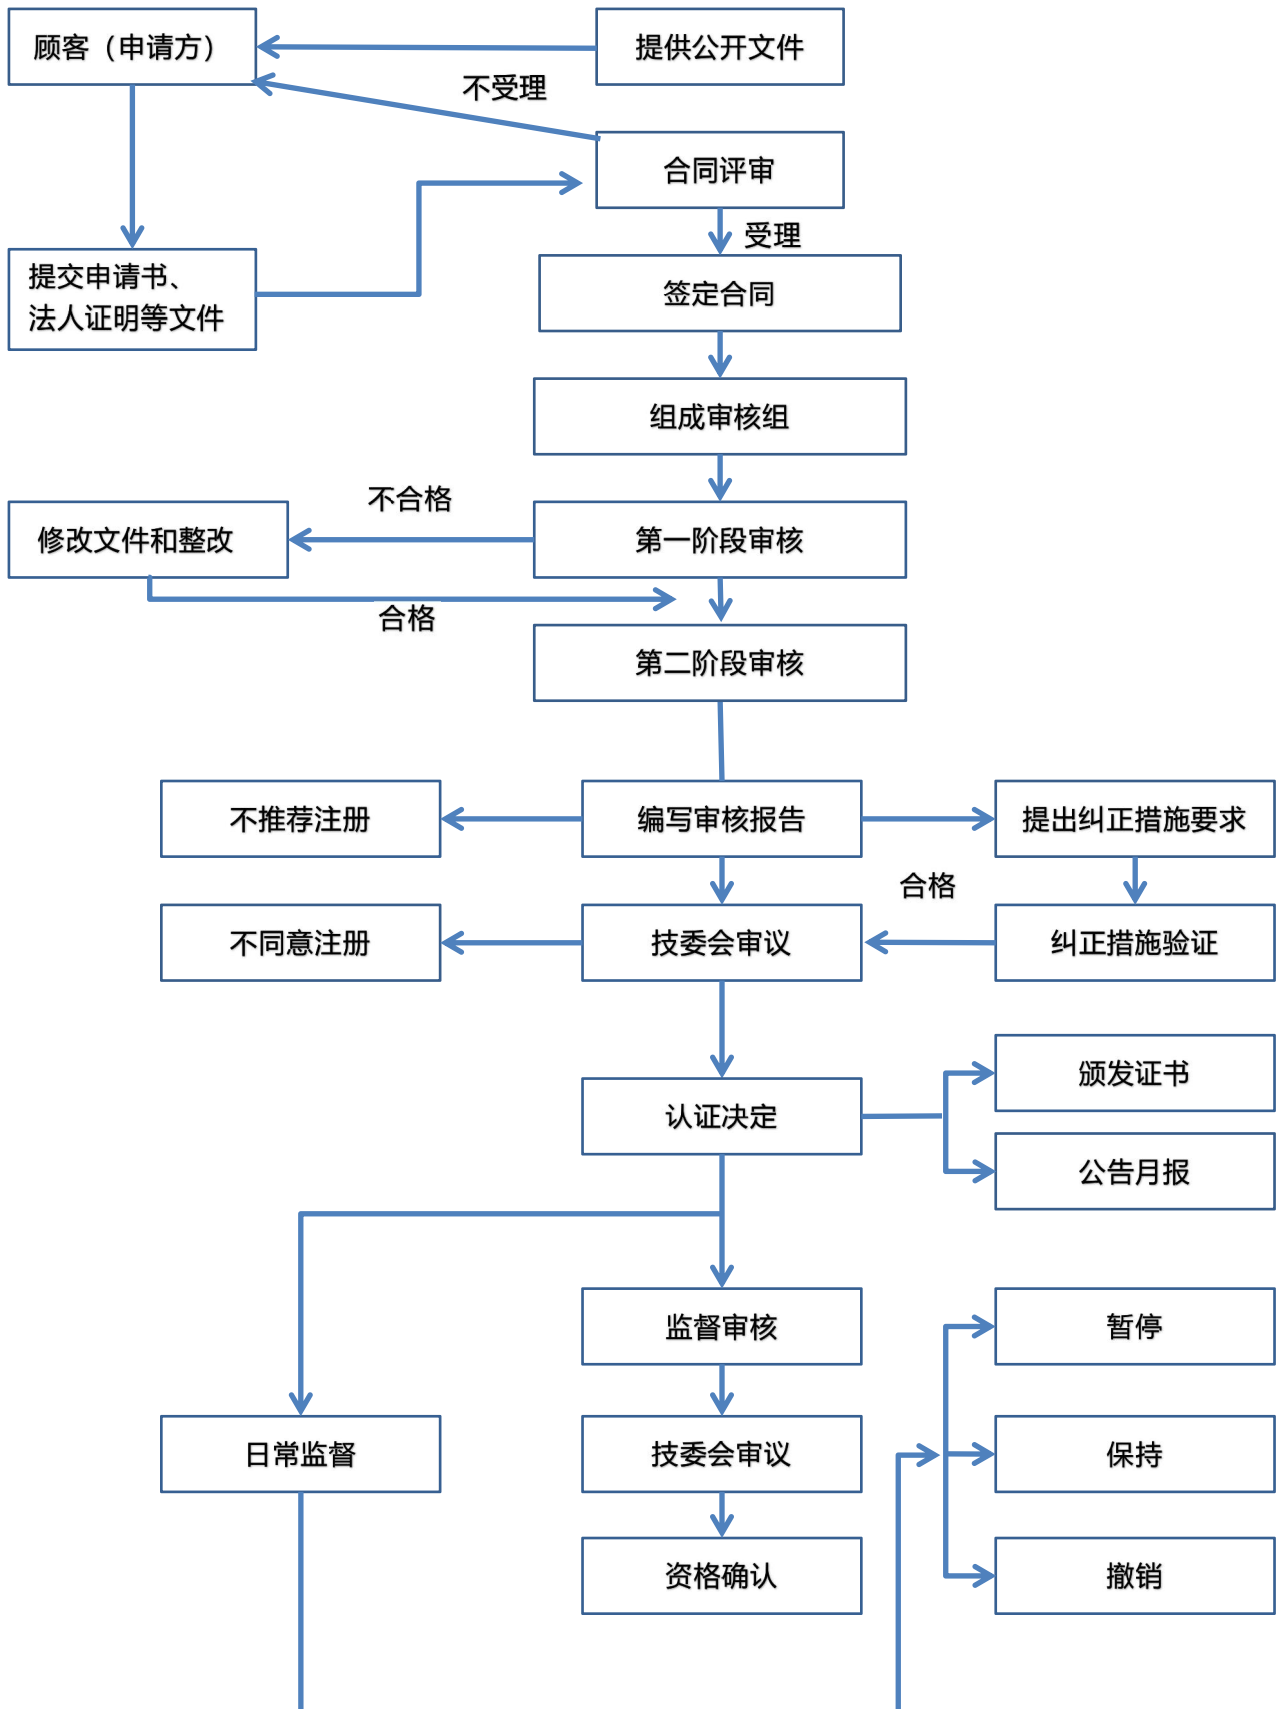 顾客（申请方）
提供公开文件
不受理
合同评审
受理
提交申请书、
法人证明等文件
签定合同
组成审核组
不合格
修改文件和整改
第一阶段审核
合格
第二阶段审核
不推荐注册
编写审核报告
提出纠正措施要求
合格
不同意注册
技委会审议
纠正措施验证
颁发证书
认证决定
公告月报
监督审核
暂停
日常监督
技委会审议
保持
资格确认
撤销